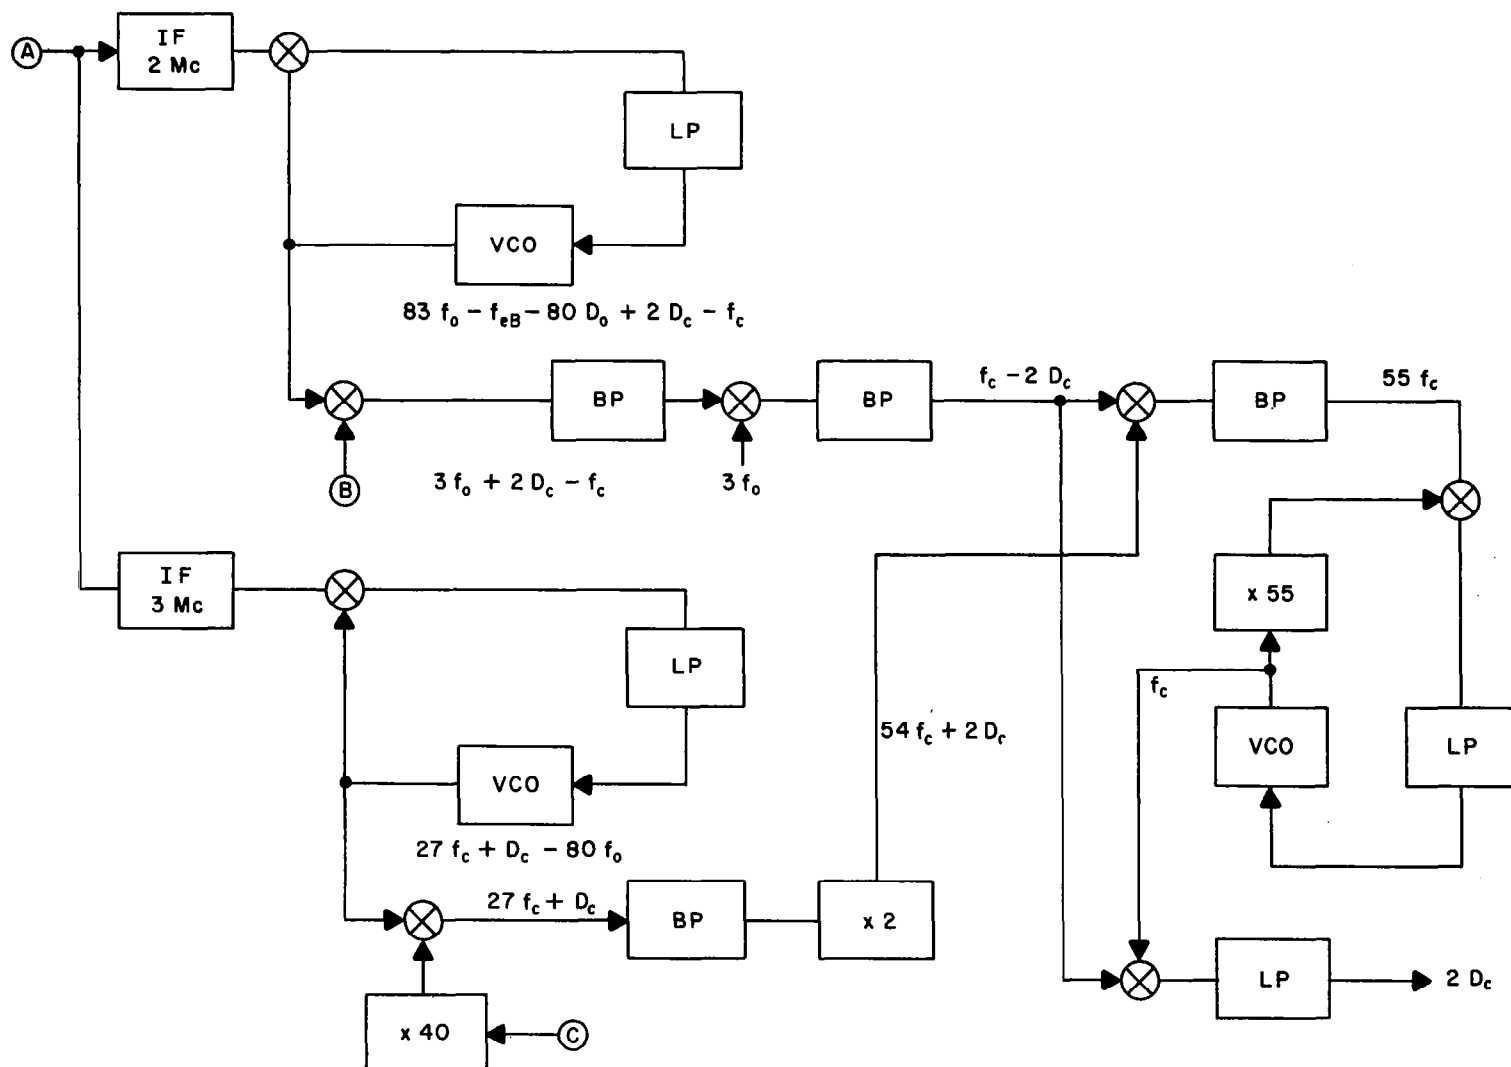 A
IF
2 Mc
LP
VCO
83 f₀ – f_eB – 80 D₀ + 2 D_c – f_c
BP
BP
f_c – 2 D_c
BP
55 f_c
B
3 f₀ + 2 D_c – f_c
3 f₀
IF
3 Mc
x 55
LP
f_c
54 f_c + 2 D_c
VCO
LP
VCO
27 f_c + D_c – 80 f₀
27 f_c + D_c
BP
x 2
LP
2 D_c
x 40
C